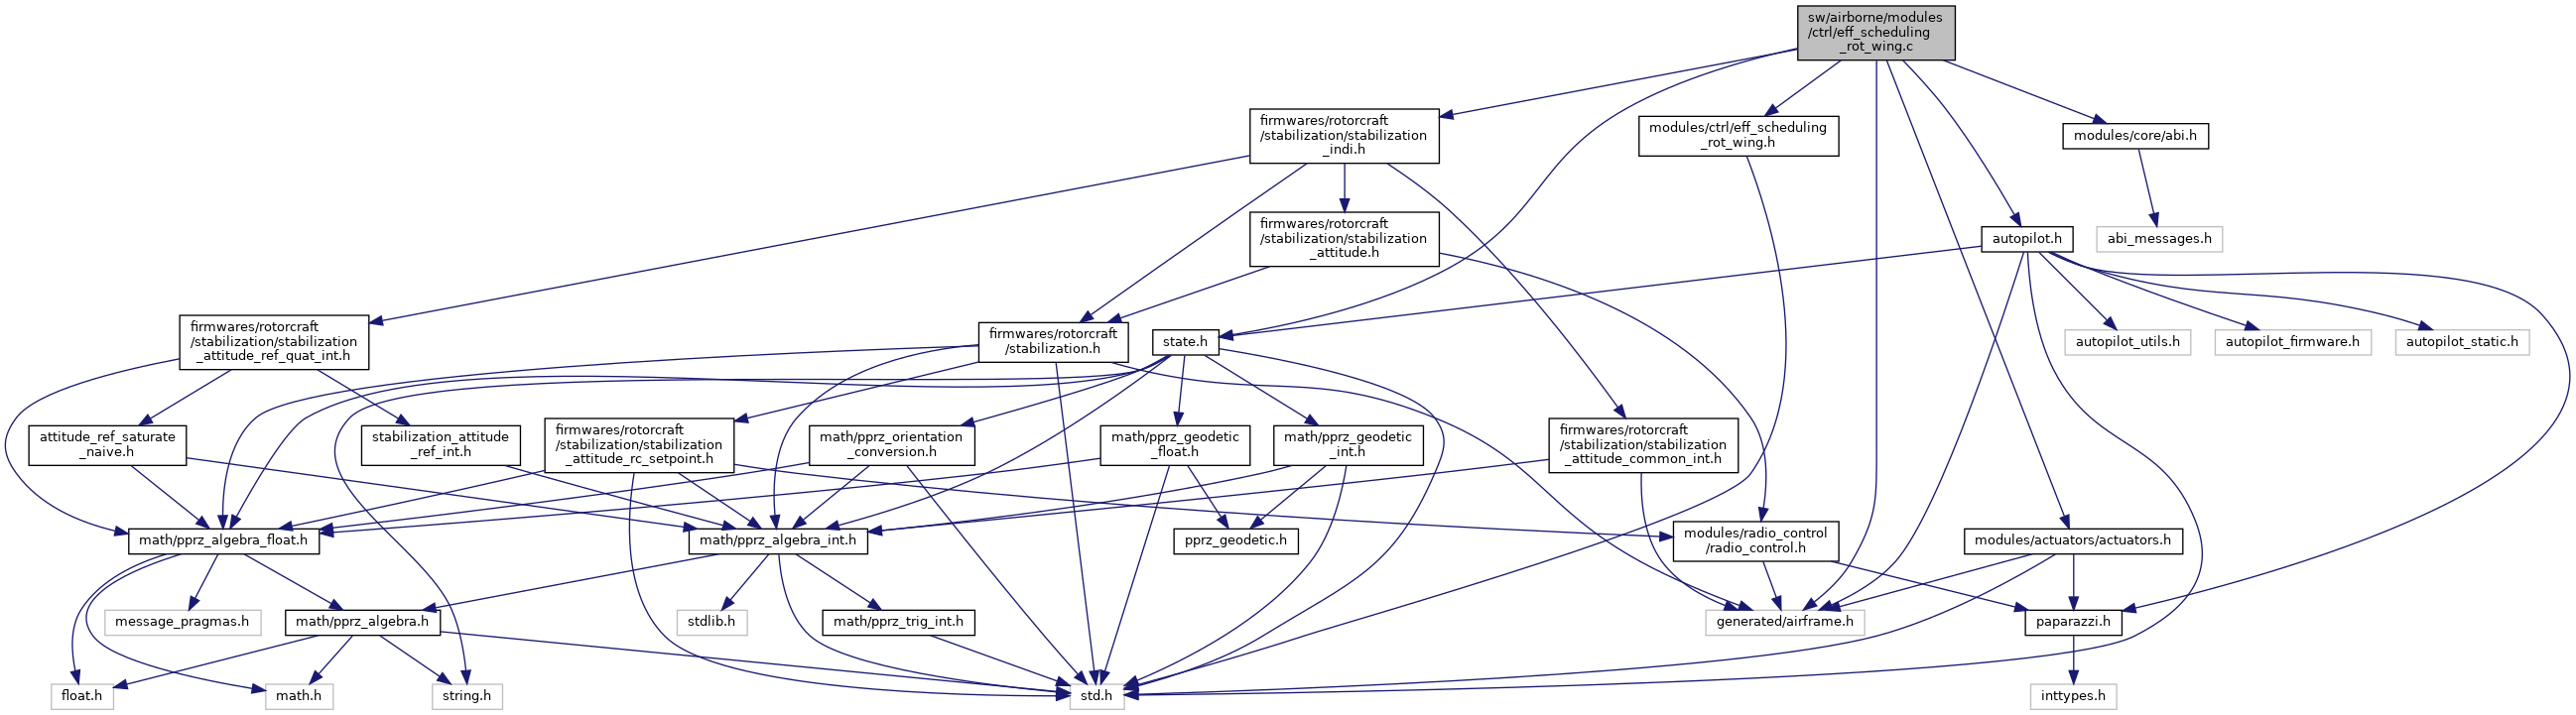 sw/airborne/modules
/ctrl/eff_scheduling
_rot_wing.c
firmwares/rotorcraft
/stabilization/stabilization
_indi.h
modules/ctrl/eff_scheduling
_rot_wing.h
modules/core/abi.h
firmwares/rotorcraft
/stabilization/stabilization
_attitude.h
autopilot.h
abi_messages.h
firmwares/rotorcraft
/stabilization/stabilization
_attitude_ref_quat_int.h
firmwares/rotorcraft
/stabilization.h
state.h
autopilot_utils.h
autopilot_firmware.h
autopilot_static.h
attitude_ref_saturate
_naive.h
stabilization_attitude
_ref_int.h
firmwares/rotorcraft
/stabilization/stabilization
_attitude_rc_setpoint.h
math/pprz_orientation
_conversion.h
math/pprz_geodetic
_float.h
math/pprz_geodetic
_int.h
firmwares/rotorcraft
/stabilization/stabilization
_attitude_common_int.h
math/pprz_algebra_float.h
math/pprz_algebra_int.h
pprz_geodetic.h
modules/radio_control
/radio_control.h
modules/actuators/actuators.h
message_pragmas.h
math/pprz_algebra.h
stdlib.h
math/pprz_trig_int.h
generated/airframe.h
paparazzi.h
float.h
math.h
string.h
std.h
inttypes.h